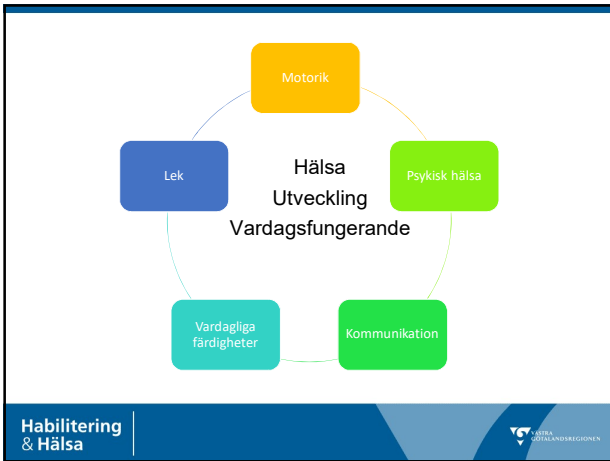 Motorik
Lek
Hälsa
Utveckling
Vardagsfungerande
Psykisk hälsa
Vardagliga
färdigheter
Kommunikation
Habilitering
& Hälsa
VÄSTRA
GÖTALANDSREGIONEN